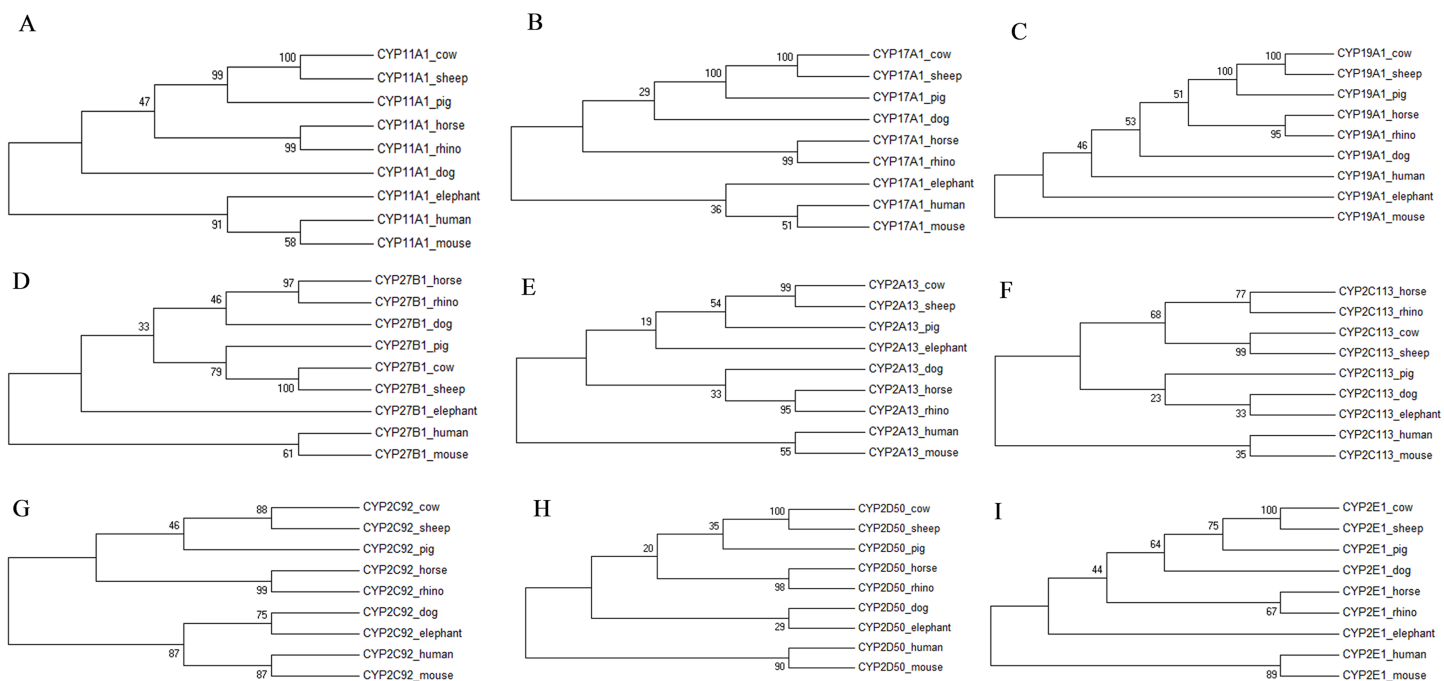 A
100
CYP11A1_cow
99
CYP11A1_sheep
CYP11A1_pig
47
CYP11A1_horse
99
CYP11A1_rhino
CYP11A1_dog
CYP11A1_elephant
91
CYP11A1_human
58
CYP11A1_mouse
B
100
CYP17A1_cow
100
CYP17A1_sheep
CYP17A1_pig
29
CYP17A1_dog
CYP17A1_horse
99
CYP17A1_rhino
CYP17A1_elephant
36
CYP17A1_human
51
CYP17A1_mouse
C
100
CYP19A1_cow
100
CYP19A1_sheep
CYP19A1_pig
51
CYP19A1_horse
95
CYP19A1_rhino
53
CYP19A1_dog
46
CYP19A1_human
CYP19A1_elephant
CYP19A1_mouse
D
97
CYP27B1_horse
46
CYP27B1_rhino
CYP27B1_dog
33
CYP27B1_pig
79
CYP27B1_cow
100
CYP27B1_sheep
CYP27B1_elephant
CYP27B1_human
61
CYP27B1_mouse
E
99
CYP2A13_cow
54
CYP2A13_sheep
CYP2A13_pig
19
CYP2A13_elephant
CYP2A13_dog
33
CYP2A13_horse
95
CYP2A13_rhino
CYP2A13_human
55
CYP2A13_mouse
F
77
CYP2C113_horse
68
CYP2C113_rhino
CYP2C113_cow
99
CYP2C113_sheep
CYP2C113_pig
23
CYP2C113_dog
33
CYP2C113_elephant
CYP2C113_human
35
CYP2C113_mouse
G
88
CYP2C92_cow
46
CYP2C92_sheep
CYP2C92_pig
CYP2C92_horse
99
CYP2C92_rhino
75
CYP2C92_dog
CYP2C92_elephant
87
CYP2C92_human
87
CYP2C92_mouse
H
100
CYP2D50_cow
35
CYP2D50_sheep
CYP2D50_pig
20
CYP2D50_horse
98
CYP2D50_rhino
CYP2D50_dog
29
CYP2D50_elephant
CYP2D50_human
90
CYP2D50_mouse
I
100
CYP2E1_cow
75
CYP2E1_sheep
CYP2E1_pig
64
CYP2E1_dog
44
CYP2E1_horse
67
CYP2E1_rhino
CYP2E1_elephant
CYP2E1_human
89
CYP2E1_mouse